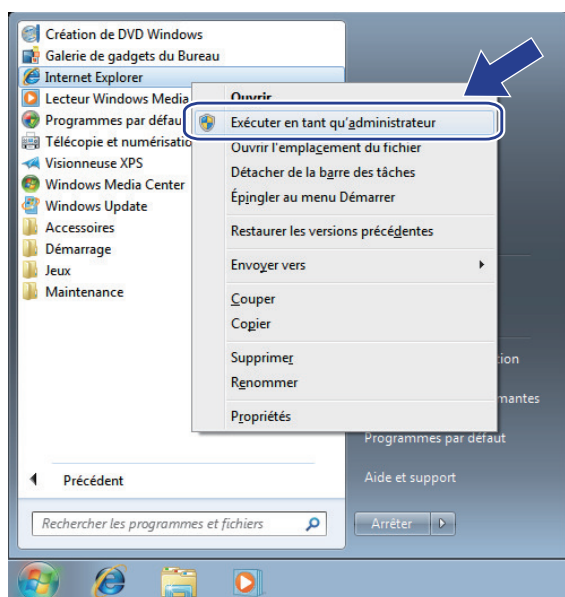 Création de DVD Windows
Galerie de gadgets du Bureau
Internet Explorer
Lecteur Windows Media
Programmes par défau
Télécopie et numérisatio
Visionneuse XPS
Windows Media Center
Windows Update
Accessoires
Démarrage
Jeux
Maintenance
Précédent
Rechercher les programmes et fichiers
Ouvrir
Exécuter en tant qu'administrateur
Ouvrir l'emplacement du fichier
Détacher de la barre des tâches
Épingler au menu Démarrer
Restaurer les versions précédentes
Envoyer vers
Couper
Copier
Supprimer
Renommer
Propriétés
tion
mantes
Programmes par défaut
Aide et support
Arrêter